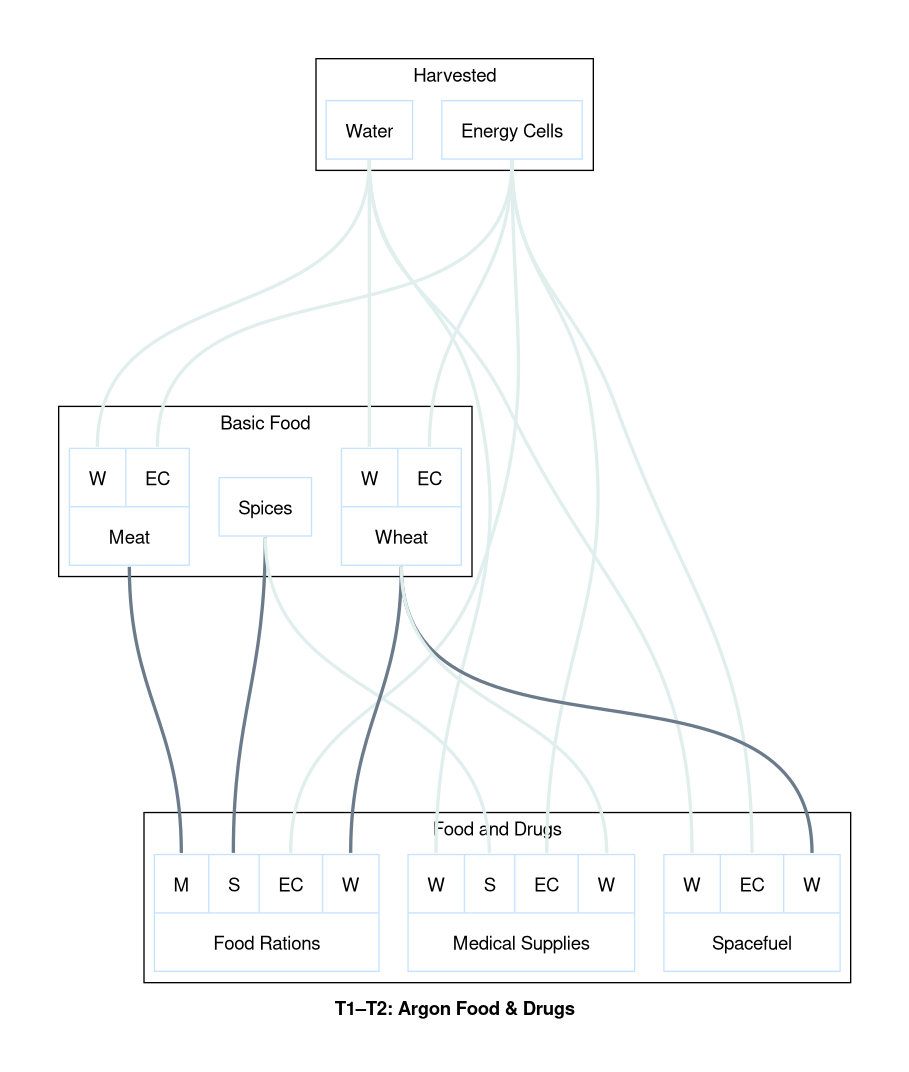 Harvested
Water Energy Cells
Basic Food
W EC W EC
Spices
Meat Wheat
Food and Drugs
M S EC W W S EC W W EC W
Food Rations Medical Supplies Spacefuel
T1–T2: Argon Food & Drugs